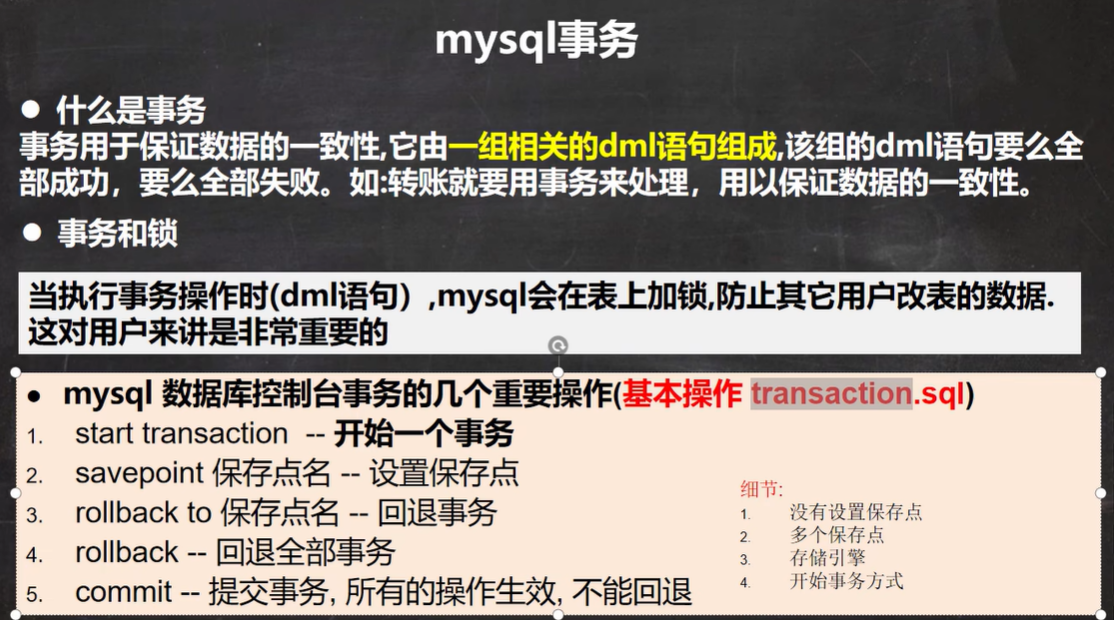 mysql事务
● 什么是事务
事务用于保证数据的一致性,它由一组相关的dml语句组成,该组的dml语句要么全
部成功，要么全部失败。如:转账就要用事务来处理，用以保证数据的一致性。
● 事务和锁
当执行事务操作时(dml语句）,mysql会在表上加锁,防止其它用户改表的数据.
这对用户来讲是非常重要的
● mysql 数据库控制台事务的几个重要操作(基本操作 transaction.sql)
1. start transaction -- 开始一个事务
2. savepoint 保存点名 -- 设置保存点
3. rollback to 保存点名 -- 回退事务
4. rollback -- 回退全部事务
5. commit -- 提交事务, 所有的操作生效, 不能回退
细节:
1. 没有设置保存点
2. 多个保存点
3. 存储引擎
4. 开始事务方式